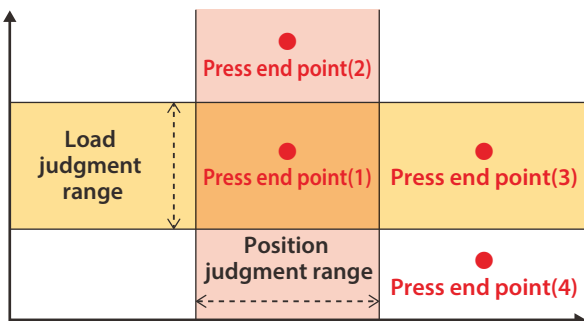 Press end point(2)
Load
judgment
range
Press end point(1)
Press end point(3)
Position
judgment range
Press end point(4)